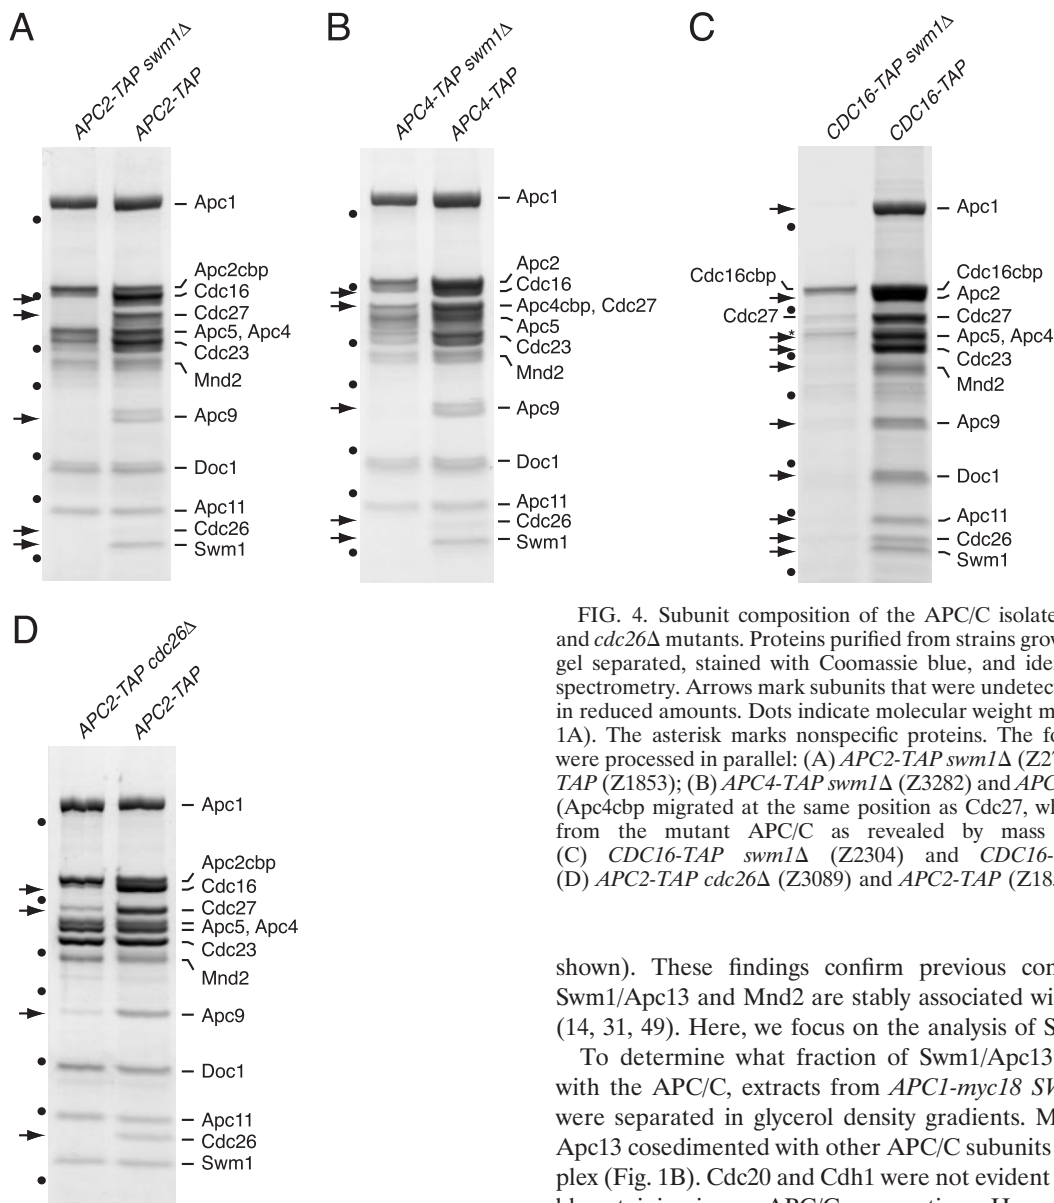 A
APC2-TAP swm1Δ
APC2-TAP
Apc1
Apc2cbp
Cdc16
Cdc27
Apc5, Apc4
Cdc23
Mnd2
Apc9
Doc1
Apc11
Cdc26
Swm1
B
APC4-TAP swm1Δ
APC4-TAP
Apc1
Apc2
Cdc16
Apc4cbp, Cdc27
Apc5
Cdc23
Mnd2
Apc9
Doc1
Apc11
Cdc26
Swm1
C
CDC16-TAP swm1Δ
CDC16-TAP
Cdc16cbp
Cdc27
*
Apc1
Cdc16cbp
Apc2
Cdc27
Apc5, Apc4
Cdc23
Mnd2
Apc9
Doc1
Apc11
Cdc26
Swm1
D
APC2-TAP cdc26Δ
APC2-TAP
Apc1
Apc2cbp
Cdc16
Cdc27
Apc5, Apc4
Cdc23
Mnd2
Apc9
Doc1
Apc11
Cdc26
Swm1
FIG. 4. Subunit composition of the APC/C isolate
and cdc26Δ mutants. Proteins purified from strains grow
gel separated, stained with Coomassie blue, and ide
spectrometry. Arrows mark subunits that were undetec
in reduced amounts. Dots indicate molecular weight m
1A). The asterisk marks nonspecific proteins. The fo
were processed in parallel: (A) APC2-TAP swm1Δ (Z2
TAP (Z1853); (B) APC4-TAP swm1Δ (Z3282) and APC
(Apc4cbp migrated at the same position as Cdc27, wh
from the mutant APC/C as revealed by mass
(C) CDC16-TAP swm1Δ (Z2304) and CDC16-
(D) APC2-TAP cdc26Δ (Z3089) and APC2-TAP (Z18
shown). These findings confirm previous con
Swm1/Apc13 and Mnd2 are stably associated wi
(14, 31, 49). Here, we focus on the analysis of S
To determine what fraction of Swm1/Apc13
with the APC/C, extracts from APC1-myc18 SV
were separated in glycerol density gradients. M
Apc13 cosedimented with other APC/C subunits
plex (Fig. 1B). Cdc20 and Cdh1 were not evident